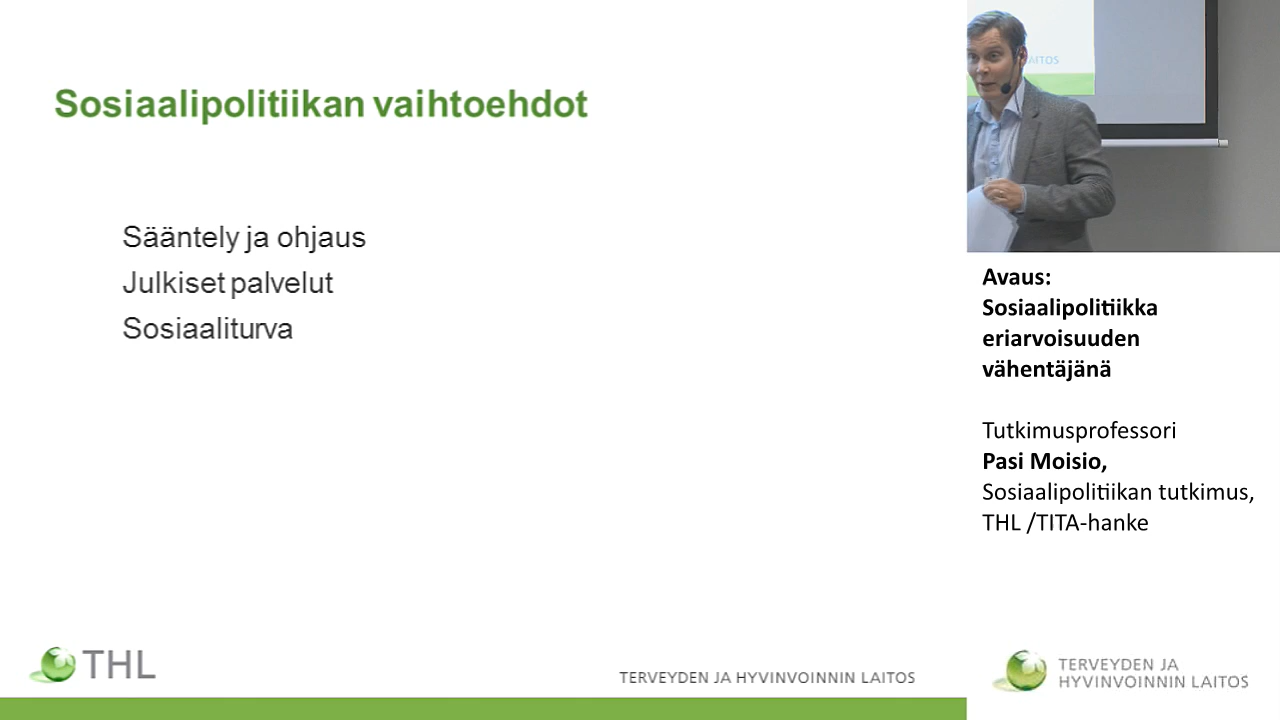 Sosiaalipolitiikan vaihtoehdot
Sääntely ja ohjaus
Julkiset palvelut
Sosiaaliturva
THL
TERVEYDEN JA HYVINVOINNIN LAITOS
AITOS
Avaus:
Sosiaalipolitiikka
eriarvoisuuden
vähentäjänä
Tutkimusprofessori
Pasi Moisio,
Sosiaalipolitiikan tutkimus,
THL /TITA-hanke
TERVEYDEN JA
HYVINVOINNIN LAITOS